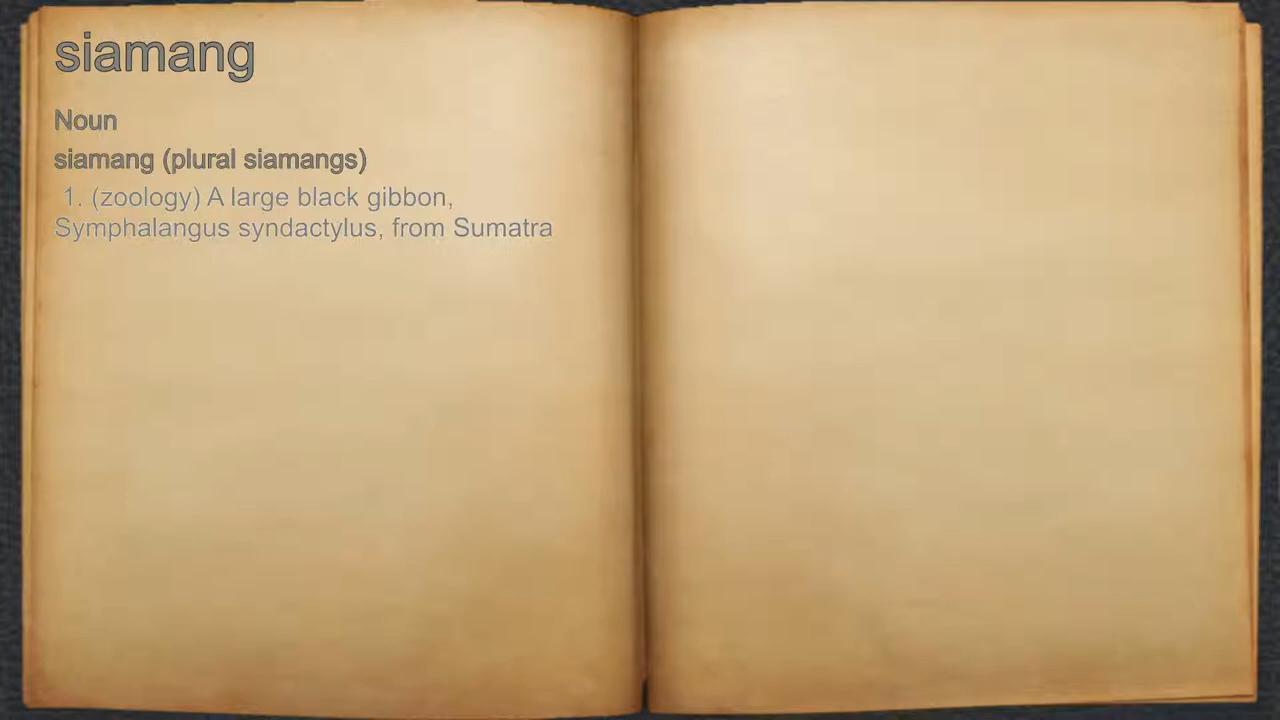 siamang
Noun
siamang (plural siamangs)
1. (zoology) A large black gibbon,
Symphalangus syndactylus, from Sumatra